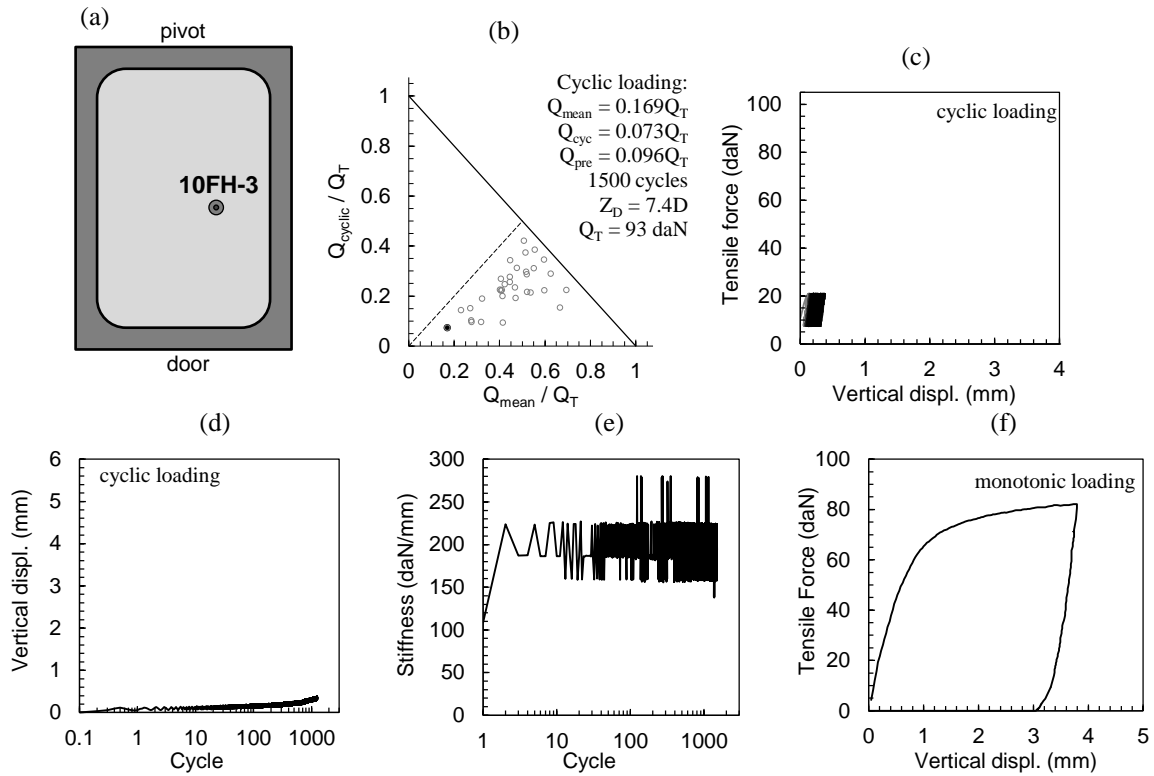 (a)
pivot
10FH-3
door
(b)
Cyclic loading:
Q_mean = 0.169Q_T
Q_cyc = 0.073Q_T
Q_pre = 0.096Q_T
1500 cycles
Z_D = 7.4D
Q_T = 93 daN
Q_cyclic / Q_T
1
0.8
0.6
0.4
0.2
0
0 0.2 0.4 0.6 0.8 1
Q_mean / Q_T
(c)
cyclic loading
Tensile force (daN)
100
80
60
40
20
0
0 1 2 3 4
Vertical displ. (mm)
(d)
cyclic loading
Vertical displ. (mm)
6
5
4
3
2
1
0
0.1 1 10 100 1000
Cycle
(e)
Stiffness (daN/mm)
300
250
200
150
100
50
0
1 10 100 1000
Cycle
(f)
monotonic loading
Tensile Force (daN)
100
80
60
40
20
0
0 1 2 3 4 5
Vertical displ. (mm)